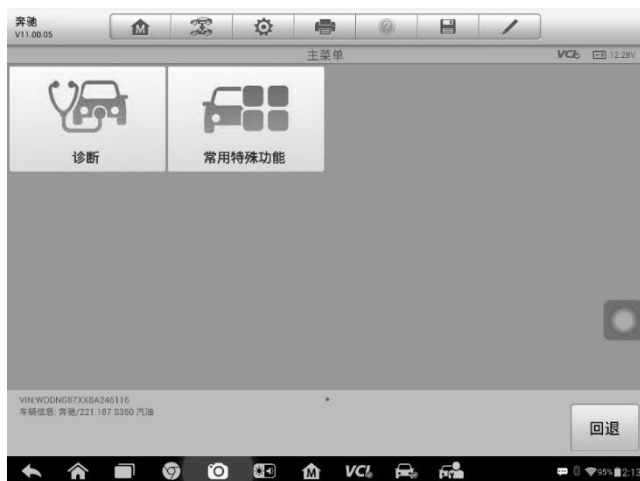 奔驰
V11.00.05
M
主菜单
VCI
12.28V
诊断
常用特殊功能
VIN:WDDNG87XX8A246116
车辆信息: 奔驰/221.187 S350 汽油
回退
M
VCI
95%
2:13